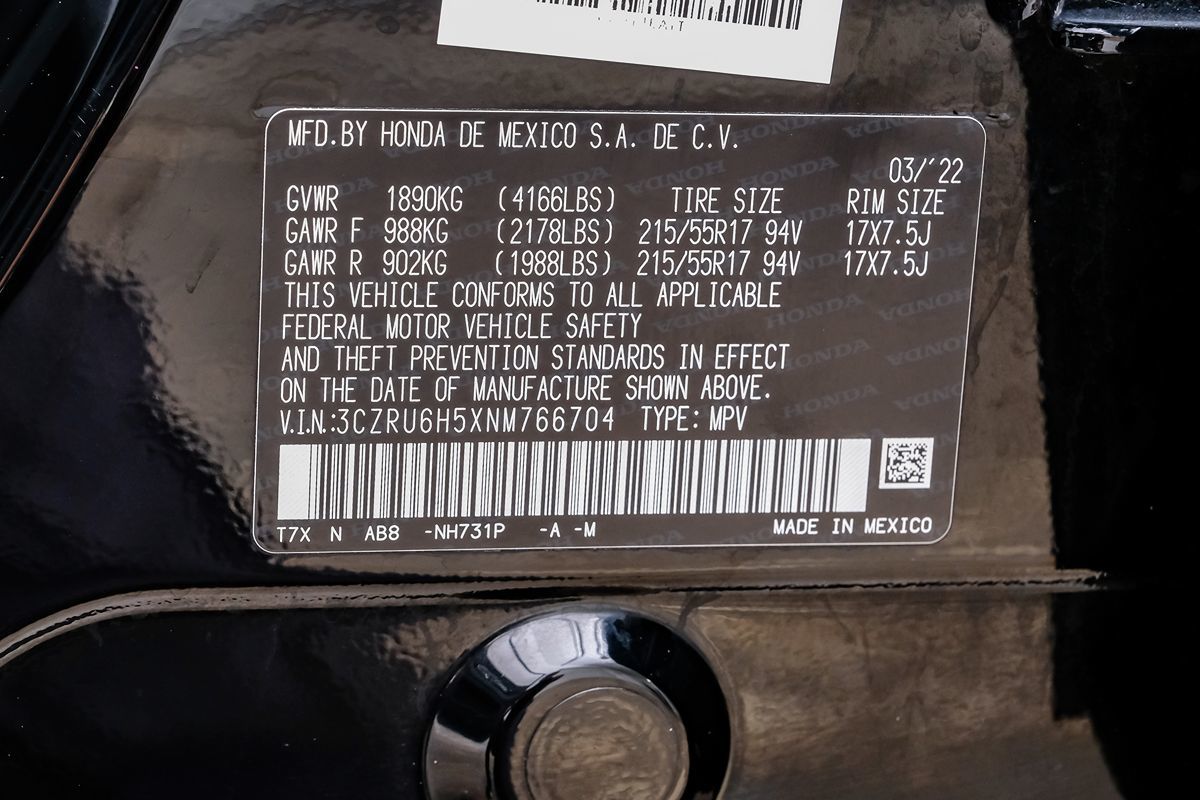 MFD.BY HONDA DE MEXICO S.A. DE C.V.
03/'22
GVWR 1890KG (4166LBS) TIRE SIZE RIM SIZE
GAWR F 988KG (2178LBS) 215/55R17 94V 17X7.5J
GAWR R 902KG (1988LBS) 215/55R17 94V 17X7.5J
THIS VEHICLE CONFORMS TO ALL APPLICABLE
FEDERAL MOTOR VEHICLE SAFETY
AND THEFT PREVENTION STANDARDS IN EFFECT
ON THE DATE OF MANUFACTURE SHOWN ABOVE.
V.I.N.:3CZRU6H5XNM766704 TYPE: MPV
T7X N AB8 -NH731P -A -M MADE IN MEXICO